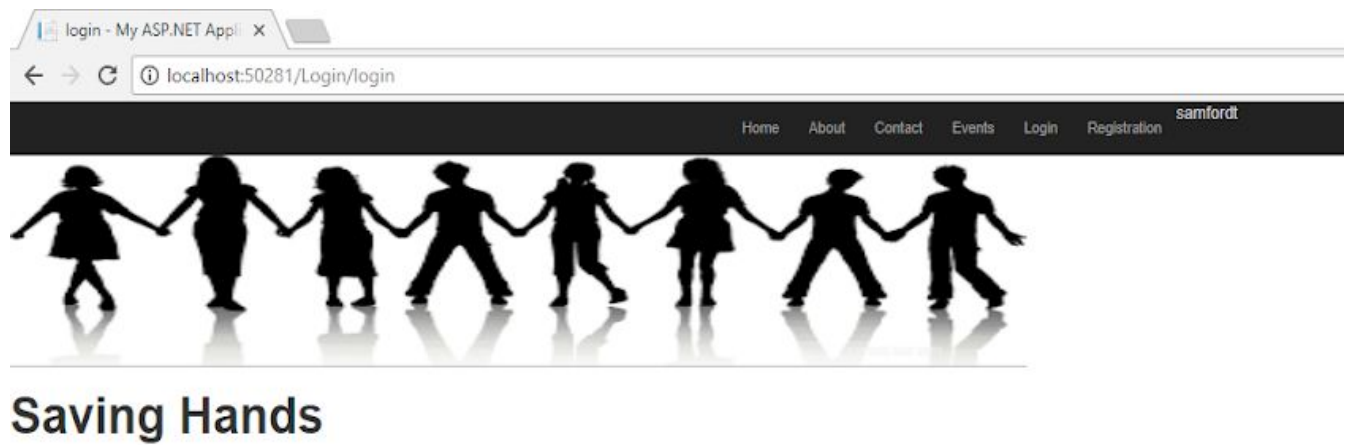 login - My ASP.NET Appli
localhost:50281/Login/login
Home About Contact Events Login Registration samfordt
Saving Hands